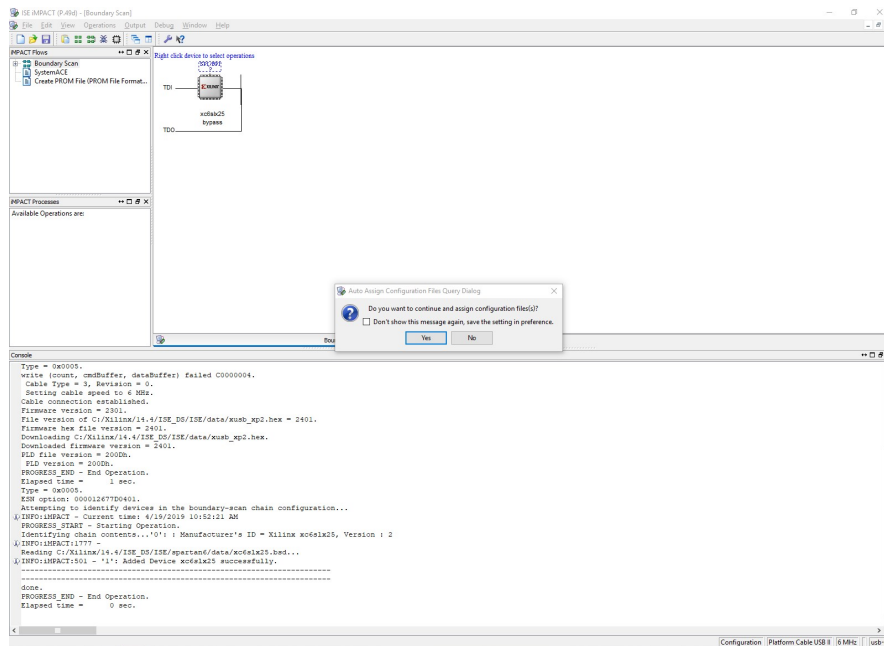 ISE iMPACT (P.49d) - [Boundary Scan]
File Edit View Operations Output Debug Window Help
iMPACT Flows
Boundary Scan
SystemACE
Create PROM File (PROM File Format...
Right click device to select operations
SPI/BPI
?
TDI
XILINX
xc6slx25
bypass
TDO
iMPACT Processes
Available Operations are:
Auto Assign Configuration Files Query Dialog
Do you want to continue and assign configuration files(s)?
Don't show this message again, save the setting in preference.
Yes No
Bou
Console
Type = 0x0005.
write (count, cmdBuffer, dataBuffer) failed C0000004.
Cable Type = 3, Revision = 0.
Setting cable speed to 6 MHz.
Cable connection established.
Firmware version = 2301.
File version of C:/Xilinx/14.4/ISE_DS/ISE/data/xusb_xp2.hex = 2401.
Firmware hex file version = 2401.
Downloading C:/Xilinx/14.4/ISE_DS/ISE/data/xusb_xp2.hex.
Downloaded firmware version = 2401.
PLD file version = 200Dh.
PLD version = 200Dh.
PROGRESS_END - End Operation.
Elapsed time = 1 sec.
Type = 0x0005.
ESN option: 000012677D0401.
Attempting to identify devices in the boundary-scan chain configuration...
INFO:iMPACT - Current time: 4/19/2019 10:52:21 AM
PROGRESS_START - Starting Operation.
Identifying chain contents...'0': : Manufacturer's ID = Xilinx xc6slx25, Version : 2
INFO:iMPACT:1777 -
Reading C:/Xilinx/14.4/ISE_DS/ISE/spartan6/data/xc6slx25.bsd...
INFO:iMPACT:501 - '1': Added Device xc6slx25 successfully.
----------------------------------------------------------------------
----------------------------------------------------------------------
done.
PROGRESS_END - End Operation.
Elapsed time = 0 sec.
Configuration Platform Cable USB II 6 MHz usb-